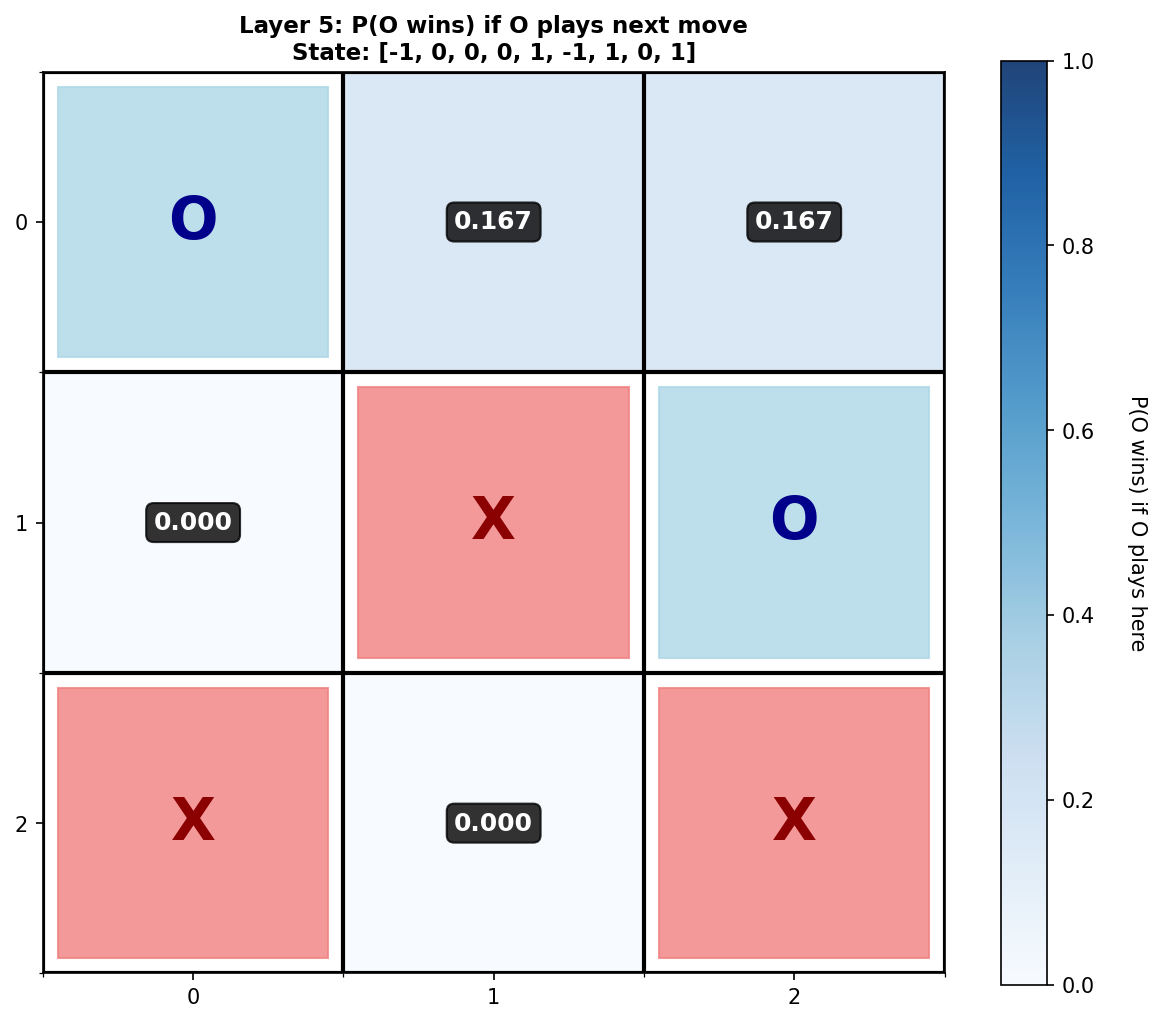 Layer 5: P(O wins) if O plays next move
State: [-1, 0, 0, 0, 1, -1, 1, 0, 1]
O
0.167
0.167
0.000
X
O
X
0.000
X
0
1
2
0
1
2
1.0
0.8
0.6
0.4
0.2
0.0
P(O wins) if O plays here